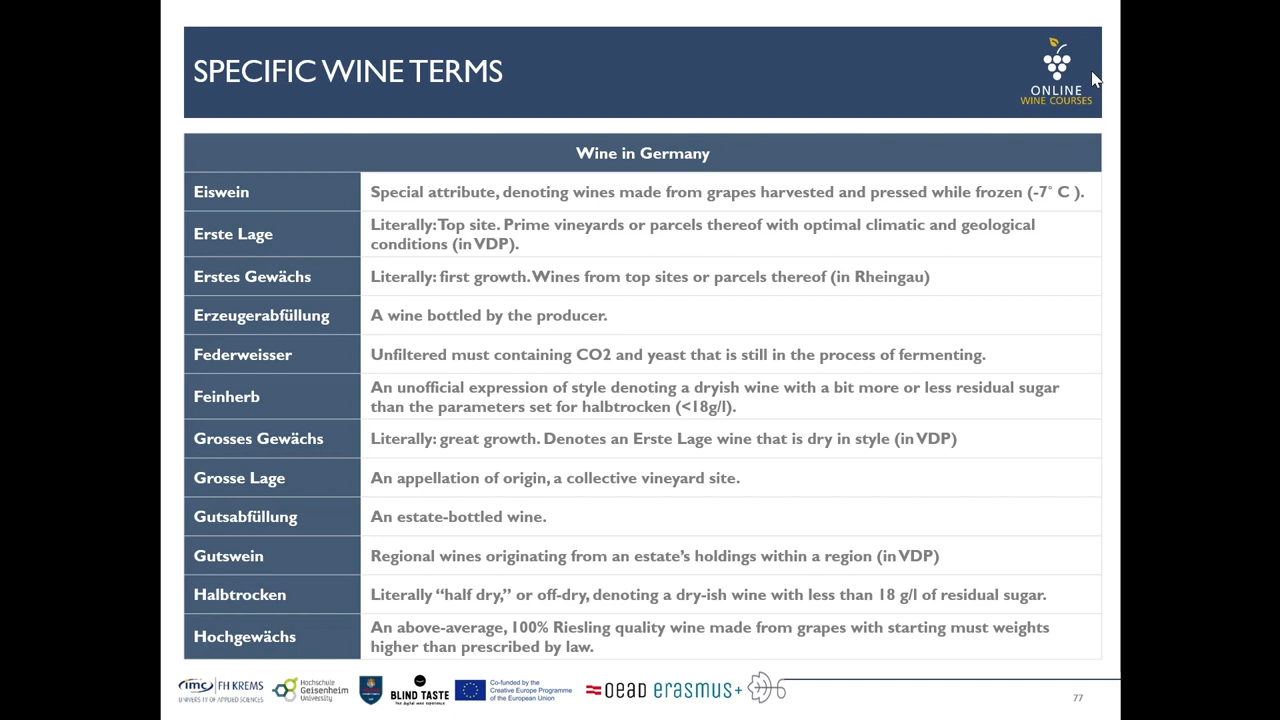 SPECIFIC WINE TERMS
ONLINE
WINE COURSES
Wine in Germany
Eiswein
Special attribute, denoting wines made from grapes harvested and pressed while frozen (-7˚ C ).
Erste Lage
Literally: Top site. Prime vineyards or parcels thereof with optimal climatic and geological
conditions (in VDP).
Erstes Gewächs
Literally: first growth. Wines from top sites or parcels thereof (in Rheingau)
Erzeugerabfüllung
A wine bottled by the producer.
Federweisser
Unfiltered must containing CO2 and yeast that is still in the process of fermenting.
Feinherb
An unofficial expression of style denoting a dryish wine with a bit more or less residual sugar
than the parameters set for halbtrocken (<18g/l).
Grosses Gewächs
Literally: great growth. Denotes an Erste Lage wine that is dry in style (in VDP)
Grosse Lage
An appellation of origin, a collective vineyard site.
Gutsabfüllung
An estate-bottled wine.
Gutswein
Regional wines originating from an estate's holdings within a region (in VDP)
Halbtrocken
Literally “half dry,” or off-dry, denoting a dry-ish wine with less than 18 g/l of residual sugar.
Hochgewächs
An above-average, 100% Riesling quality wine made from grapes with starting must weights
higher than prescribed by law.
imc FH KREMS
UNIVERSITY OF APPLIED SCIENCES
Hochschule
Geisenheim
University
BLIND TASTE
Co-funded by the
Creative Europe Programme
of the European Union
OeAD erasmus+
77